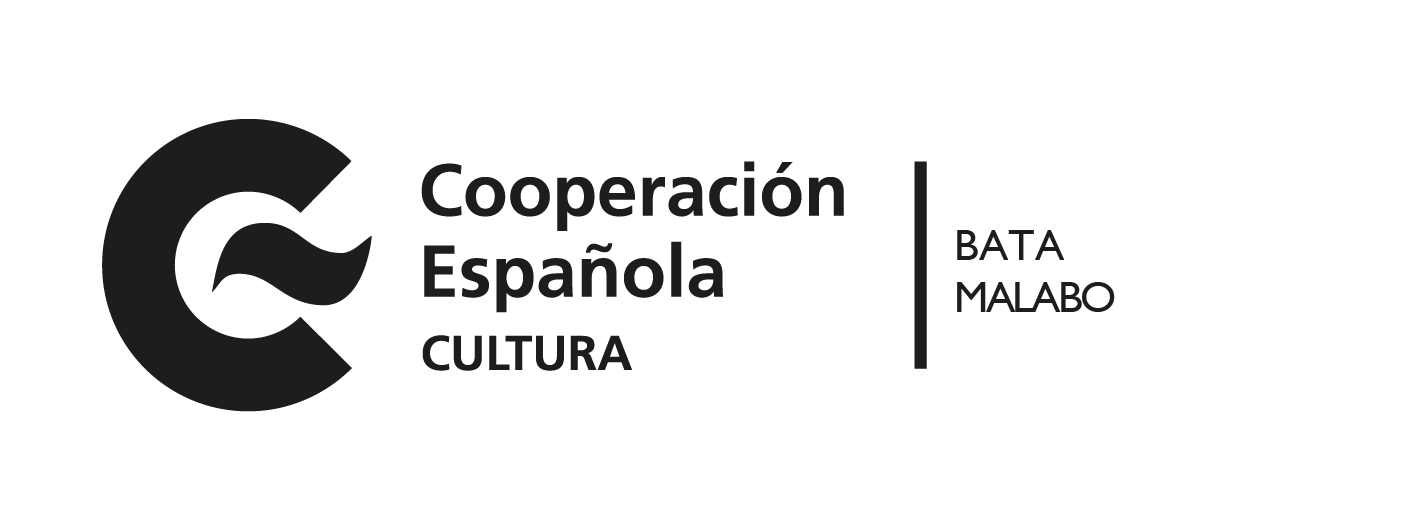 Cooperación
Española
CULTURA
BATA
MALABO